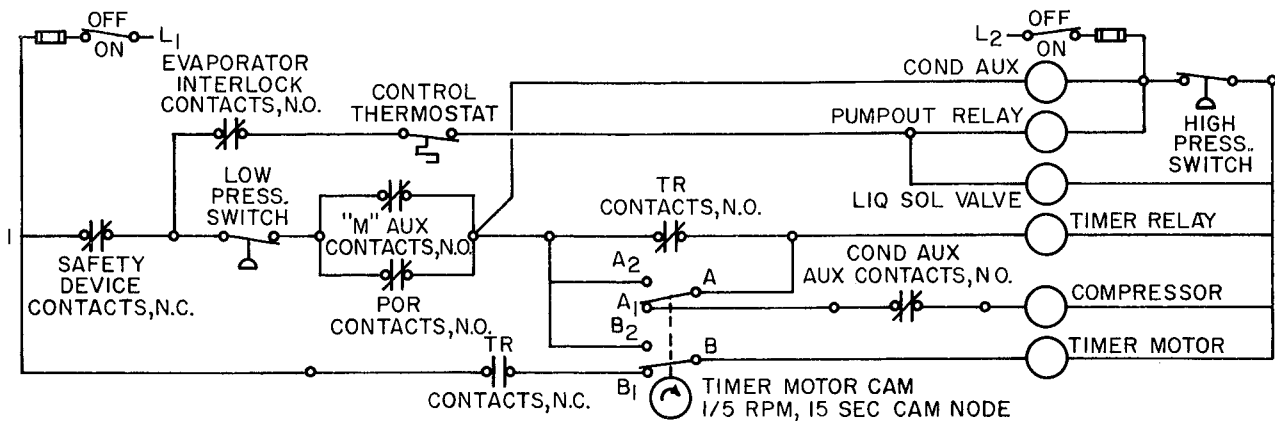 OFF
ON
L1
EVAPORATOR
INTERLOCK
CONTACTS, N.O.
CONTROL
THERMOSTAT
L2
OFF
ON
COND AUX
PUMPOUT RELAY
HIGH
PRESS.
SWITCH
LOW
PRESS.
SWITCH
"M" AUX
CONTACTS, N.O.
TR
CONTACTS, N.O.
LIQ SOL VALVE
TIMER RELAY
1
SAFETY
DEVICE
CONTACTS, N.C.
POR
CONTACTS, N.O.
A2
A
A1
COND AUX
AUX CONTACTS, N.O.
COMPRESSOR
B2
B
B1
TIMER MOTOR
TR
CONTACTS, N.C.
TIMER MOTOR CAM
1/5 RPM, 15 SEC CAM NODE